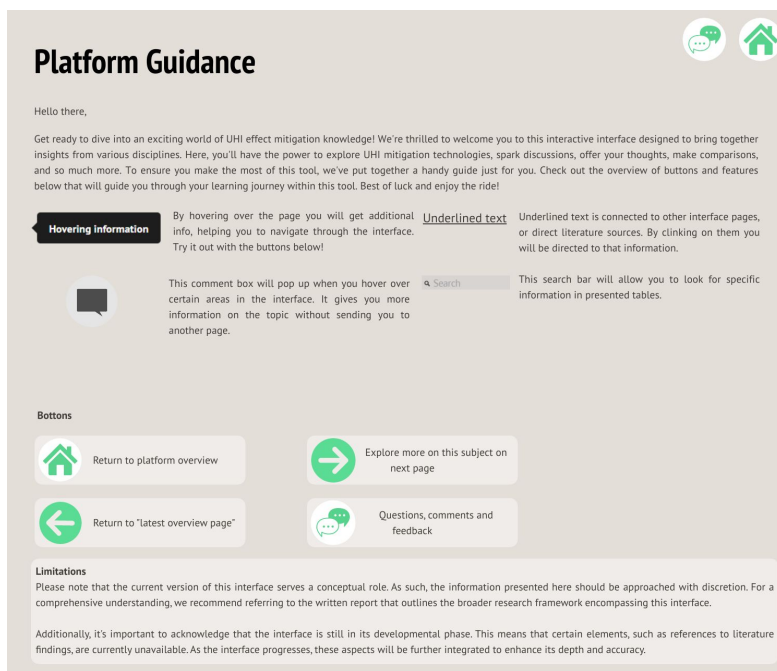 Platform Guidance
Hello there,
Get ready to dive into an exciting world of UHI effect mitigation knowledge! We're thrilled to welcome you to this interactive interface designed to bring together
insights from various disciplines. Here, you'll have the power to explore UHI mitigation technologies, spark discussions, offer your thoughts, make comparisons,
and so much more. To ensure you make the most of this tool, we've put together a handy guide just for you. Check out the overview of buttons and features
below that will guide you through your learning journey within this tool. Best of luck and enjoy the ride!
Hovering information
By hovering over the page you will get additional
info, helping you to navigate through the interface.
Try it out with the buttons below!
Underlined text
Underlined text is connected to other interface pages,
or direct literature sources. By clinking on them you
will be directed to that information.
This comment box will pop up when you hover over
certain areas in the interface. It gives you more
information on the topic without sending you to
another page.
Search
This search bar will allow you to look for specific
information in presented tables.
Bottons
Return to platform overview
Explore more on this subject on
next page
Return to "latest overview page"
Questions, comments and
feedback
Limitations
Please note that the current version of this interface serves a conceptual role. As such, the information presented here should be approached with discretion. For a
comprehensive understanding, we recommend referring to the written report that outlines the broader research framework encompassing this interface.
Additionally, it's important to acknowledge that the interface is still in its developmental phase. This means that certain elements, such as references to literature
findings, are currently unavailable. As the interface progresses, these aspects will be further integrated to enhance its depth and accuracy.